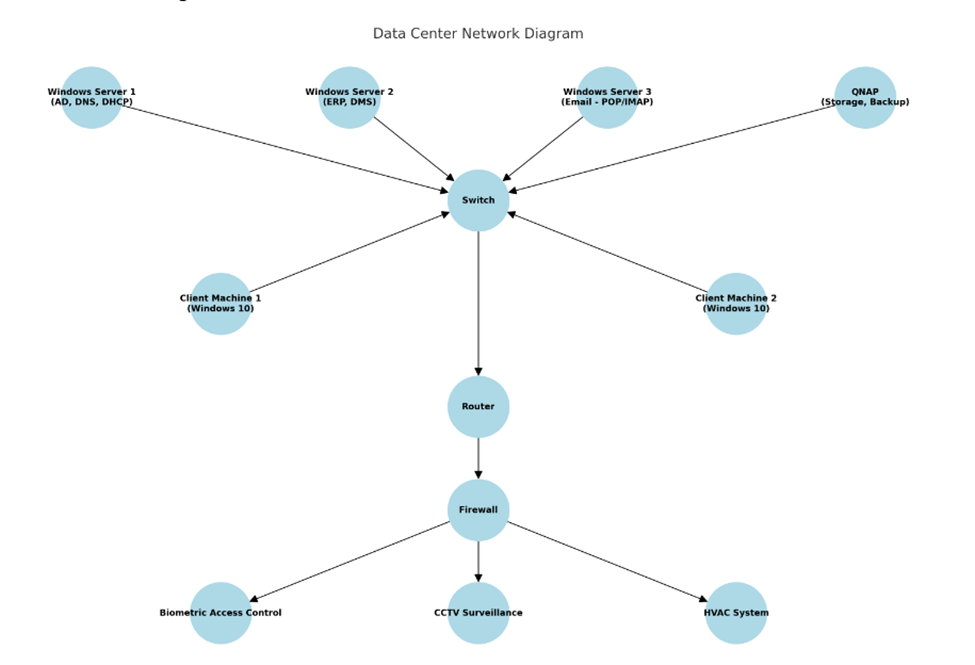 Data Center Network Diagram
Windows Server 1
(AD, DNS, DHCP)
Windows Server 2
(ERP, DMS)
Windows Server 3
(Email - POP/IMAP)
QNAP
(Storage, Backup)
Switch
Client Machine 1
(Windows 10)
Client Machine 2
(Windows 10)
Router
Firewall
Biometric Access Control
CCTV Surveillance
HVAC System